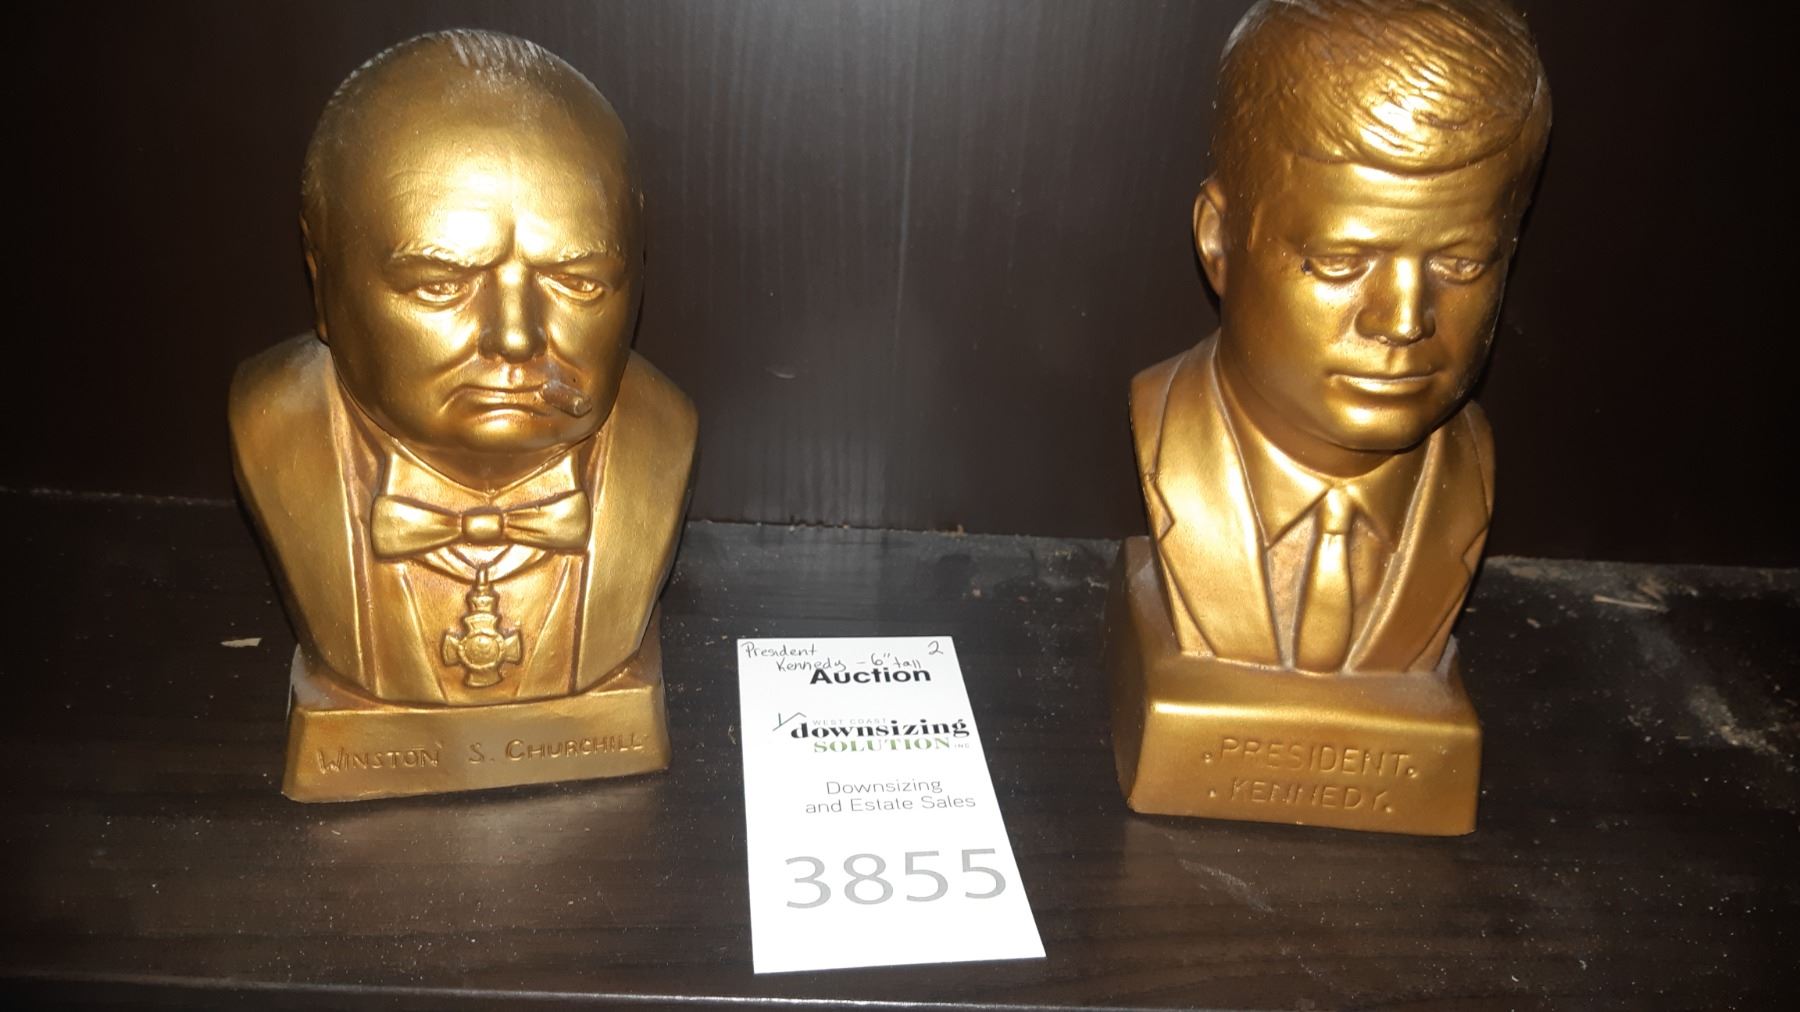 WINSTON S. CHURCHILL
President 2
Kennedy - 6" tall
Auction
WEST COAST
downsizing
SOLUTION INC
Downsizing
and Estate Sales
3855
·PRESIDENT·
·KENNEDY·